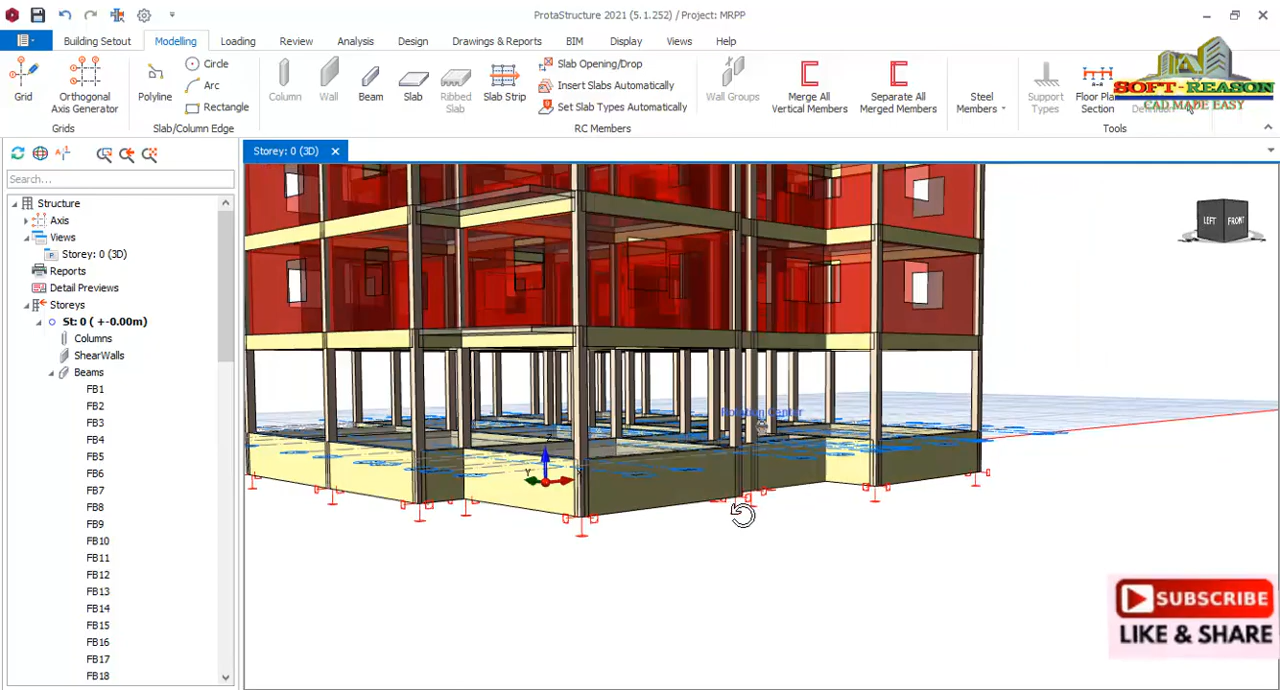 ProtaStructure 2021 (5.1.252) / Project: MRPP
Building Setout Modelling Loading Review Analysis Design Drawings & Reports BIM Display Views Help
Grid
Orthogonal
Axis Generator
Grids
Polyline
Circle
Arc
Rectangle
Slab/Column Edge
Column
Wall
Beam
Slab
Ribbed
Slab
Slab Strip
Slab Opening/Drop
Insert Slabs Automatically
Set Slab Types Automatically
RC Members
Wall Groups
Merge All
Vertical Members
Separate All
Merged Members
Steel
Members
Support
Types
Floor Pla
Section
Tools
SOFT-REASON
CAD MADE EASY
Storey: 0 (3D)
Search...
Structure
Axis
Views
Storey: 0 (3D)
Reports
Detail Previews
Storeys
St: 0 ( +-0.00m)
Columns
ShearWalls
Beams
FB1
FB2
FB3
FB4
FB5
FB6
FB7
FB8
FB9
FB10
FB11
FB12
FB13
FB14
FB15
FB16
FB17
FB18
LEFT FRONT
Rotation Center
Y
Z
SUBSCRIBE
LIKE & SHARE